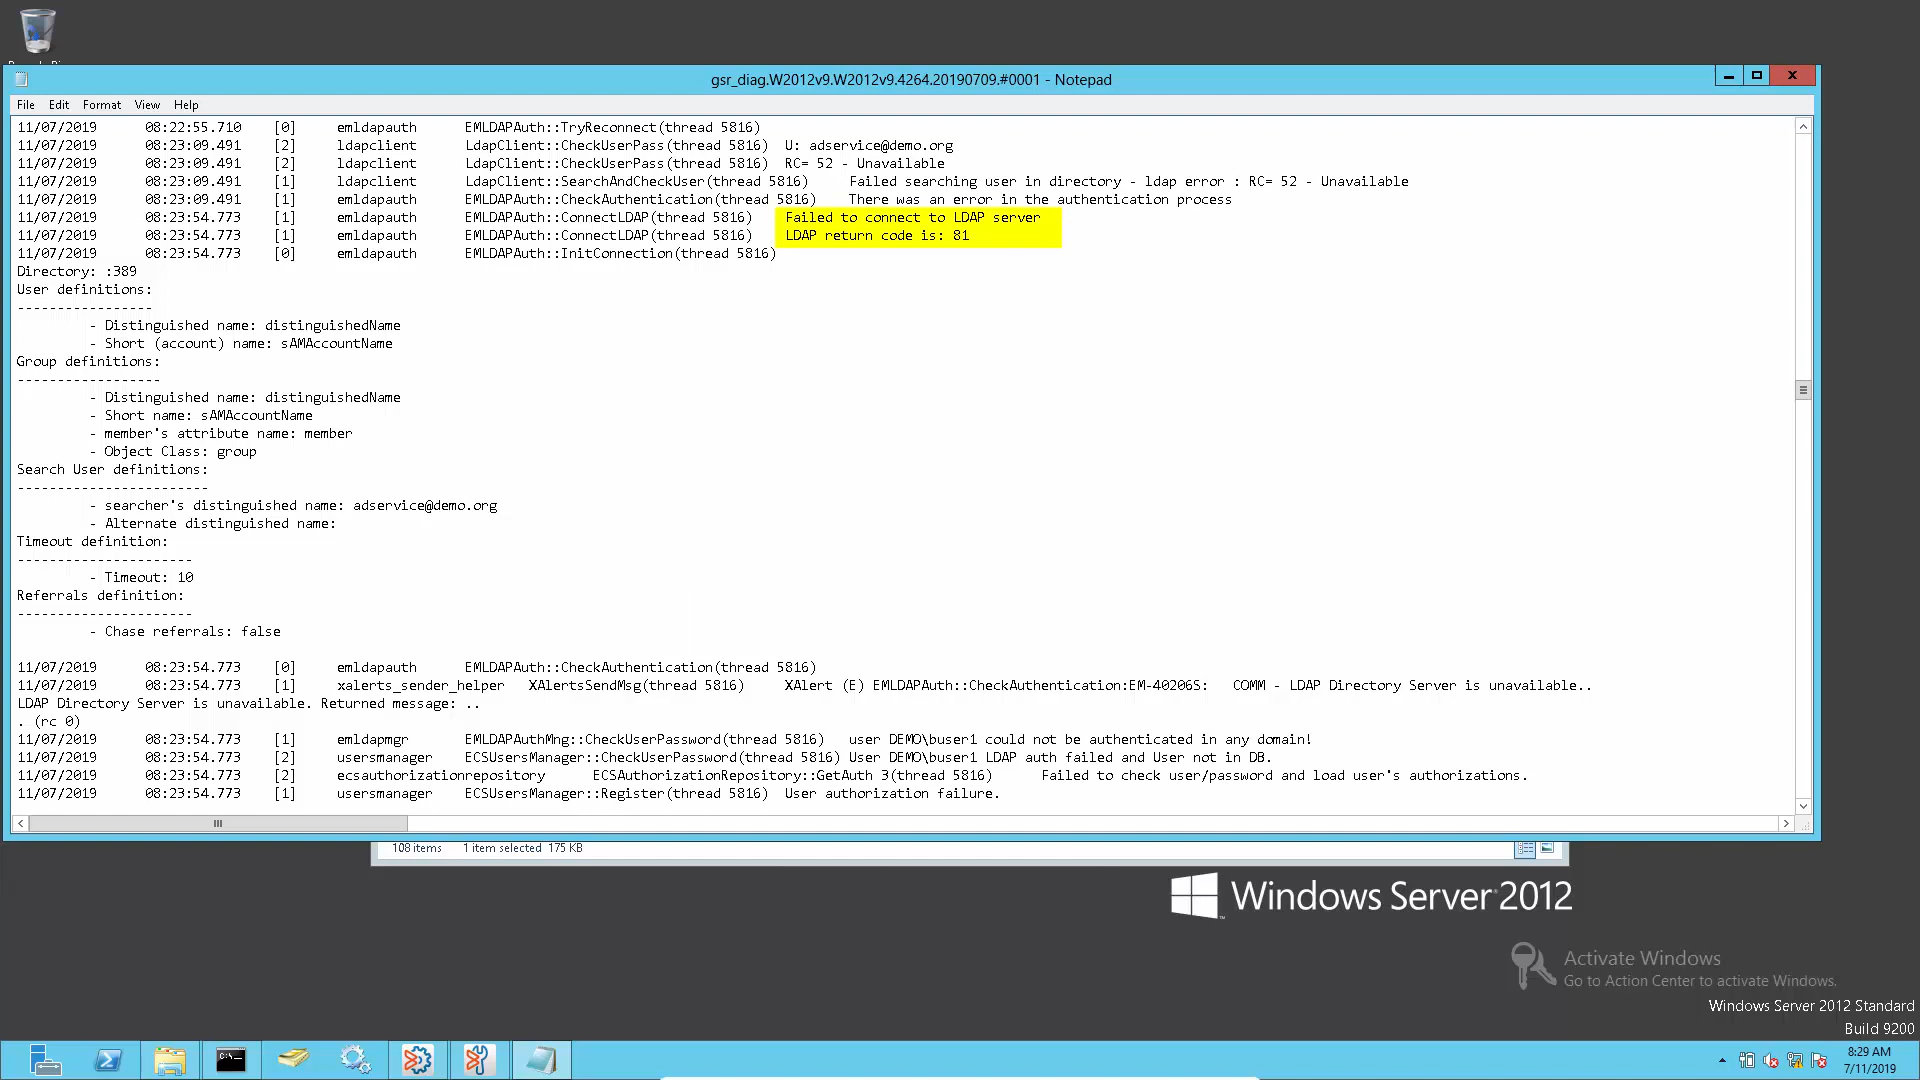 gsr_diag.W2012v9.W2012v9.4264.20190709.#0001 - Notepad
File Edit Format View Help
11/07/2019 08:22:55.710 [0] emldapauth EMLDAPAuth::TryReconnect(thread 5816)
11/07/2019 08:23:09.491 [2] ldapclient LdapClient::CheckUserPass(thread 5816) U: adservice@demo.org
11/07/2019 08:23:09.491 [2] ldapclient LdapClient::CheckUserPass(thread 5816) RC= 52 - Unavailable
11/07/2019 08:23:09.491 [1] ldapclient LdapClient::SearchAndCheckUser(thread 5816) Failed searching user in directory - ldap error : RC= 52 - Unavailable
11/07/2019 08:23:09.491 [1] emldapauth EMLDAPAuth::CheckAuthentication(thread 5816) There was an error in the authentication process
11/07/2019 08:23:54.773 [1] emldapauth EMLDAPAuth::ConnectLDAP(thread 5816) Failed to connect to LDAP server
11/07/2019 08:23:54.773 [1] emldapauth EMLDAPAuth::ConnectLDAP(thread 5816) LDAP return code is: 81
11/07/2019 08:23:54.773 [0] emldapauth EMLDAPAuth::InitConnection(thread 5816)
Directory: :389
User definitions:
-----------------
- Distinguished name: distinguishedName
- Short (account) name: sAMAccountName
Group definitions:
------------------
- Distinguished name: distinguishedName
- Short name: sAMAccountName
- member's attribute name: member
- Object Class: group
Search User definitions:
------------------------
- searcher's distinguished name: adservice@demo.org
- Alternate distinguished name:
Timeout definition:
----------------------
- Timeout: 10
Referrals definition:
----------------------
- Chase referrals: false
11/07/2019 08:23:54.773 [0] emldapauth EMLDAPAuth::CheckAuthentication(thread 5816)
11/07/2019 08:23:54.773 [1] xalerts_sender_helper XAlertsSendMsg(thread 5816) XAlert (E) EMLDAPAuth::CheckAuthentication:EM-40206S: COMM - LDAP Directory Server is unavailable..
LDAP Directory Server is unavailable. Returned message: ..
. (rc 0)
11/07/2019 08:23:54.773 [1] emldapmgr EMLDAPAuthMng::CheckUserPassword(thread 5816) user DEMO\buser1 could not be authenticated in any domain!
11/07/2019 08:23:54.773 [2] usersmanager ECSUsersManager::CheckUserPassword(thread 5816) User DEMO\buser1 LDAP auth failed and User not in DB.
11/07/2019 08:23:54.773 [2] ecsauthorizationrepository ECSAuthorizationRepository::GetAuth 3(thread 5816) Failed to check user/password and load user's authorizations.
11/07/2019 08:23:54.773 [1] usersmanager ECSUsersManager::Register(thread 5816) User authorization failure.
108 items 1 item selected 175 KB
Windows Server 2012
Activate Windows
Go to Action Center to activate Windows.
Windows Server 2012 Standard
Build 9200
8:29 AM
7/11/2019